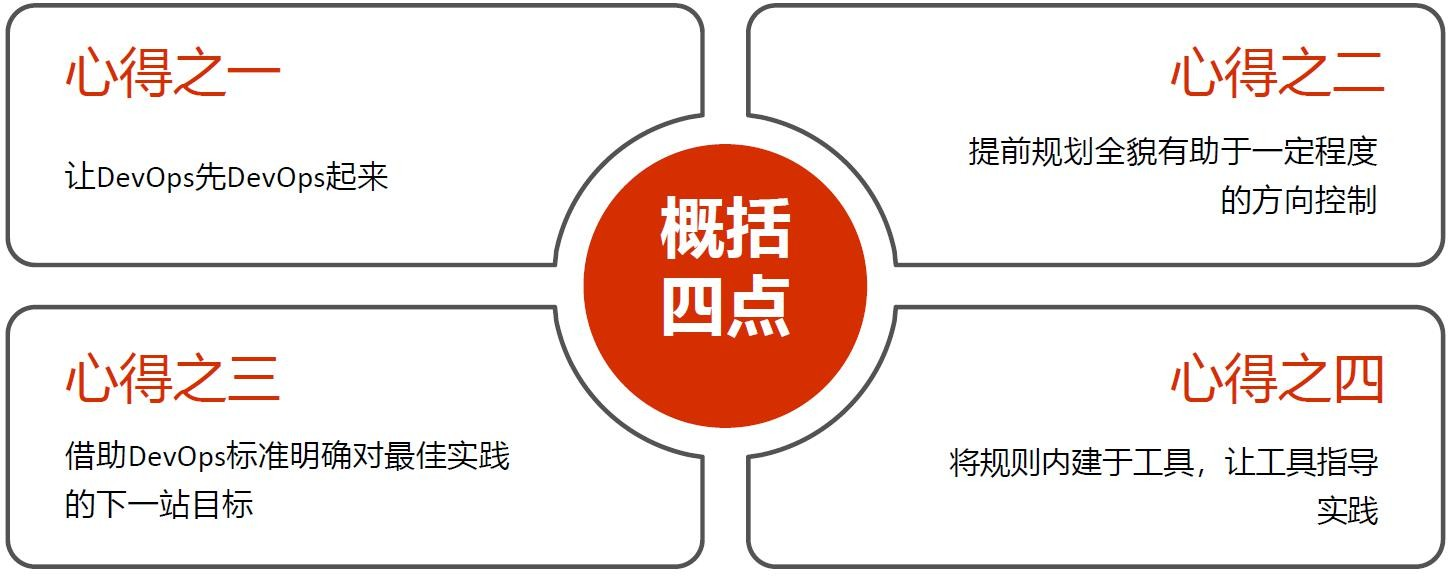 心得之一
让DevOps先DevOps起来
心得之二
提前规划全貌有助于一定程度
的方向控制
概括
四点
心得之三
借助DevOps标准明确对最佳实践
的下一站目标
心得之四
将规则内建于工具，让工具指导
实践